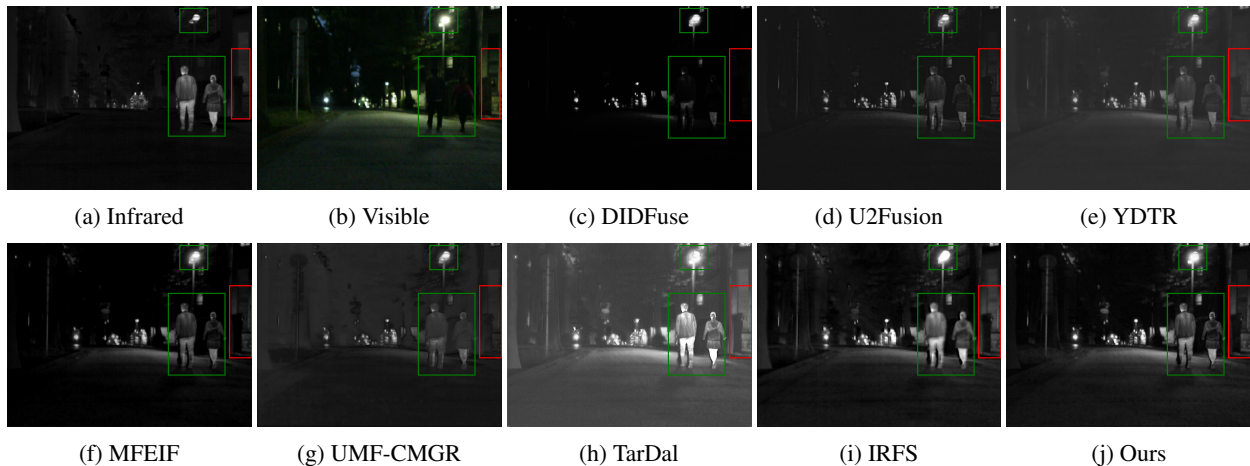 (a) Infrared
(b) Visible
(c) DIDFuse
(d) U2Fusion
(e) YDTR
(f) MFEIF
(g) UMF-CMGR
(h) TarDal
(i) IRFS
(j) Ours